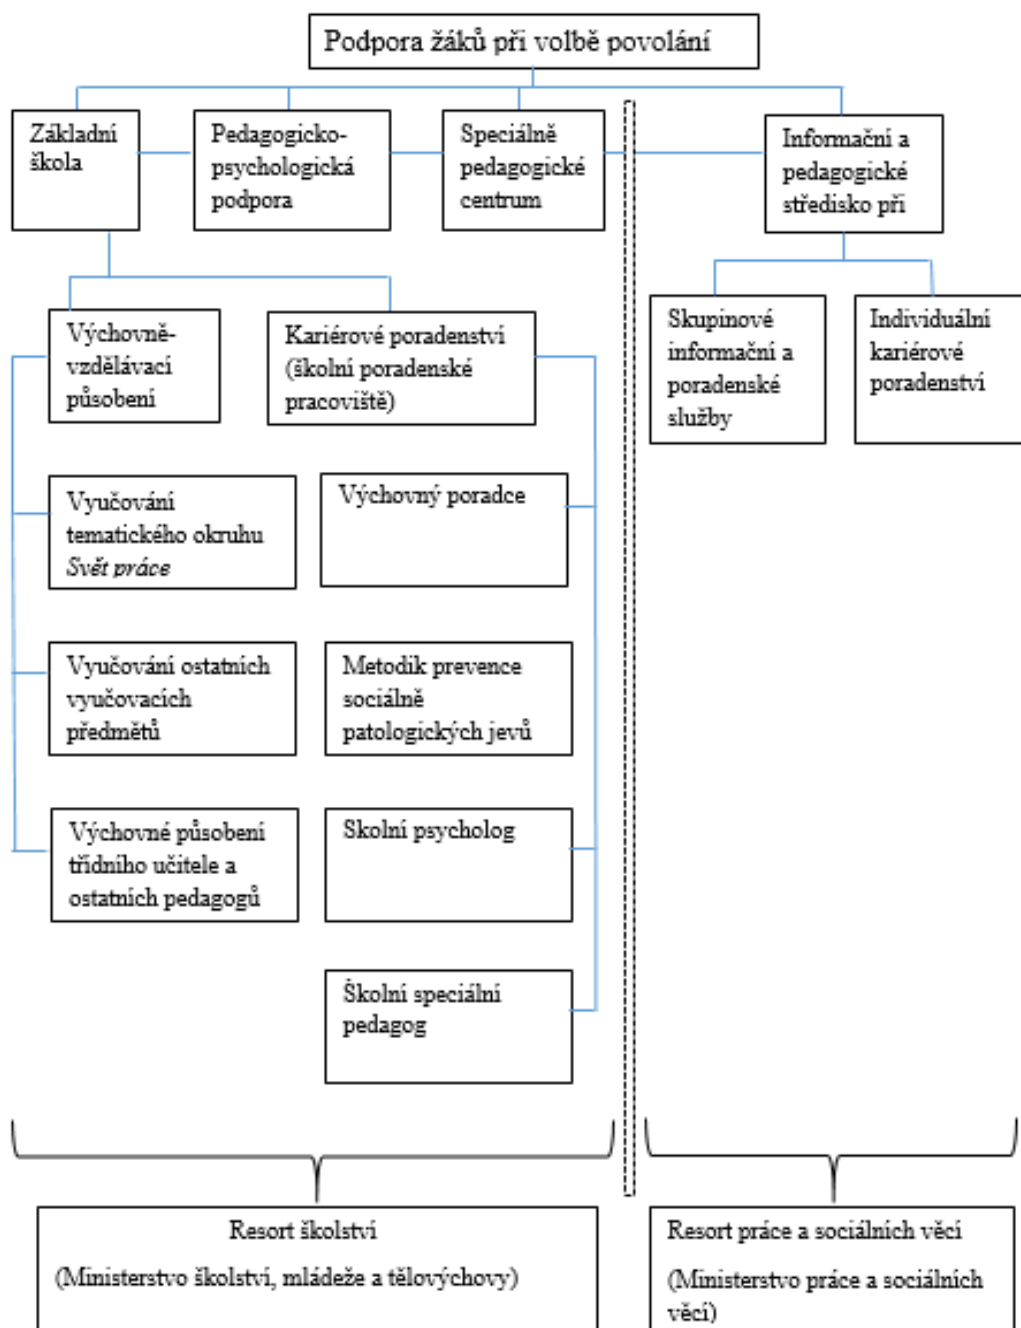 Podpora žáků při volbě povolání
Základní
škola
Pedagogicko-
psychologická
podpora
Speciálně
pedagogické
centrum
Informační a
pedagogické
středisko při
Výchovně-
vzdělávací
působení
Kariérové poradenství
(školní poradenské
pracoviště)
Skupinové
informační a
poradenské
služby
Individuální
kariérové
poradenství
Vyučování
tematického okruhu
Svět práce
Výchovný poradce
Vyučování ostatních
vyučovacích
předmětů
Metodik prevence
sociálně
patologických jevů
Výchovné působení
třídního učitele a
ostatních pedagogů
Skolní psycholog
Školní speciální
pedagog
Resort školství
(Ministerstvo školství, mládeže a tělovýchovy)
Resort práce a sociálních věcí
(Ministerstvo práce a sociálních
věcí)